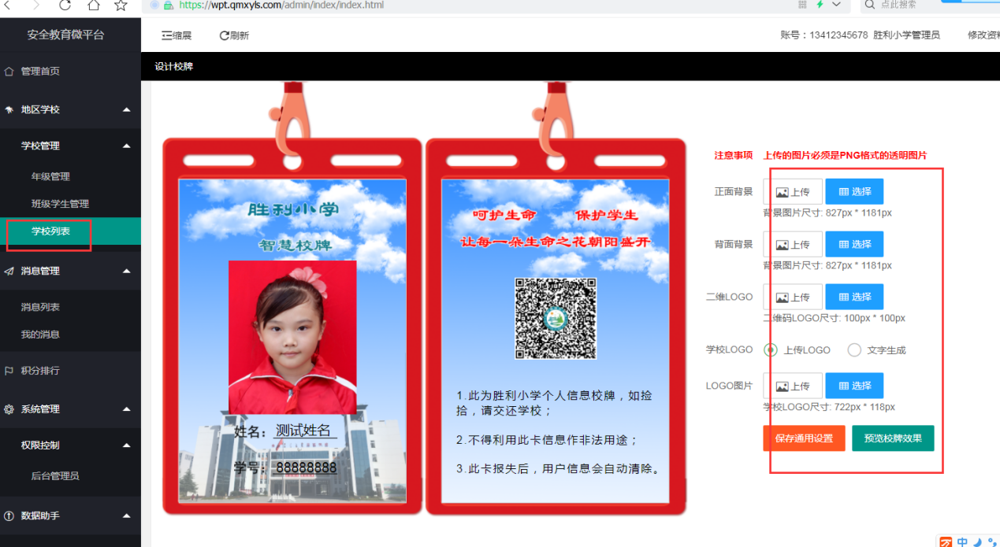 https://wpt.qmxyls.com/admin/index/index.html
点此搜索
安全教育微平台
缩展
刷新
账号：13412345678 胜利小学管理员
修改资料
管理首页
设计校牌
地区学校
学校管理
年级管理
班级学生管理
学校列表
消息管理
消息列表
我的消息
积分排行
系统管理
权限控制
后台管理员
数据助手
胜利小学
智慧校牌
姓名： 测试姓名
学号： 88888888
呵护生命 保护学生
让每一朵生命之花朝阳盛开
1.此为胜利小学个人信息校牌，如捡
拾，请交还学校；
2.不得利用此卡信息作非法用途；
3.此卡报失后，用户信息会自动清除。
注意事项 上传的图片必须是PNG格式的透明图片
正面背景 上传 选择
背景图片尺寸: 827px * 1181px
背面背景 上传 选择
背景图片尺寸: 827px * 1181px
二维LOGO 上传 选择
二维码LOGO尺寸: 100px * 100px
学校LOGO 上传LOGO 文字生成
LOGO图片 上传 选择
学校LOGO尺寸: 722px * 118px
保存通用设置 预览校牌效果
中